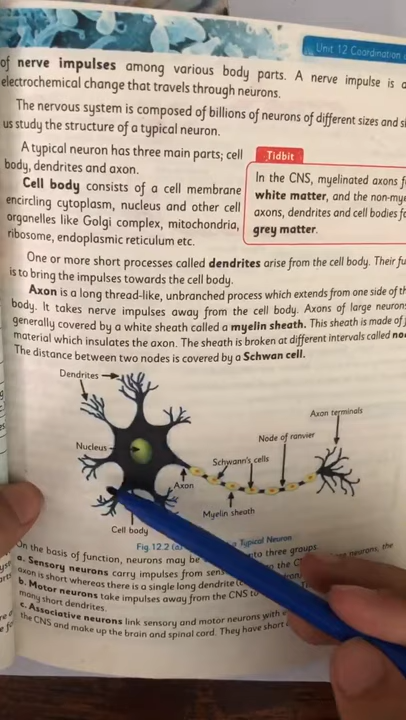 Unit 12 Coordination
of nerve impulses among various body parts. A nerve impulse is
electrochemical change that travels through neurons.
The nervous system is composed of billions of neurons of different sizes and
us study the structure of a typical neuron.
A typical neuron has three main parts; cell
body, dendrites and axon.
Cell body consists of a cell membrane
encircling cytoplasm, nucleus and other cell
organelles like Golgi complex, mitochondria,
ribosome, endoplasmic reticulum etc.
Tidbit
In the CNS, myelinated axons
white matter, and the non-
axons, dendrites and cell bodies
grey matter.
One or more short processes called dendrites arise from the cell body. Their
is to bring the impulses towards the cell body.
Axon is a long thread-like, unbranched process which extends from one side of
body. It takes nerve impulses away from the cell body. Axons of large
generally covered by a white sheath called a myelin sheath. This sheath is made of
material which insulates the axon. The sheath is broken at different intervals called
The distance between two nodes is covered by a Schwan cell.
Dendrites
Axon terminals
Node of ranvier
Nucleus
Schwann's cells
Axon
Myelin sheath
Cell body
Fig.12.2 Typical Neuron
On the basis of function, neurons may be into three groups.
a. Sensory neurons carry impulses from the
axon is short whereas there is a single long dendrite
b. Motor neurons take impulses away from the CNS
many short dendrites.
c. Associative neurons link sensory and motor neurons with
the CNS and make up the brain and spinal cord. They have short